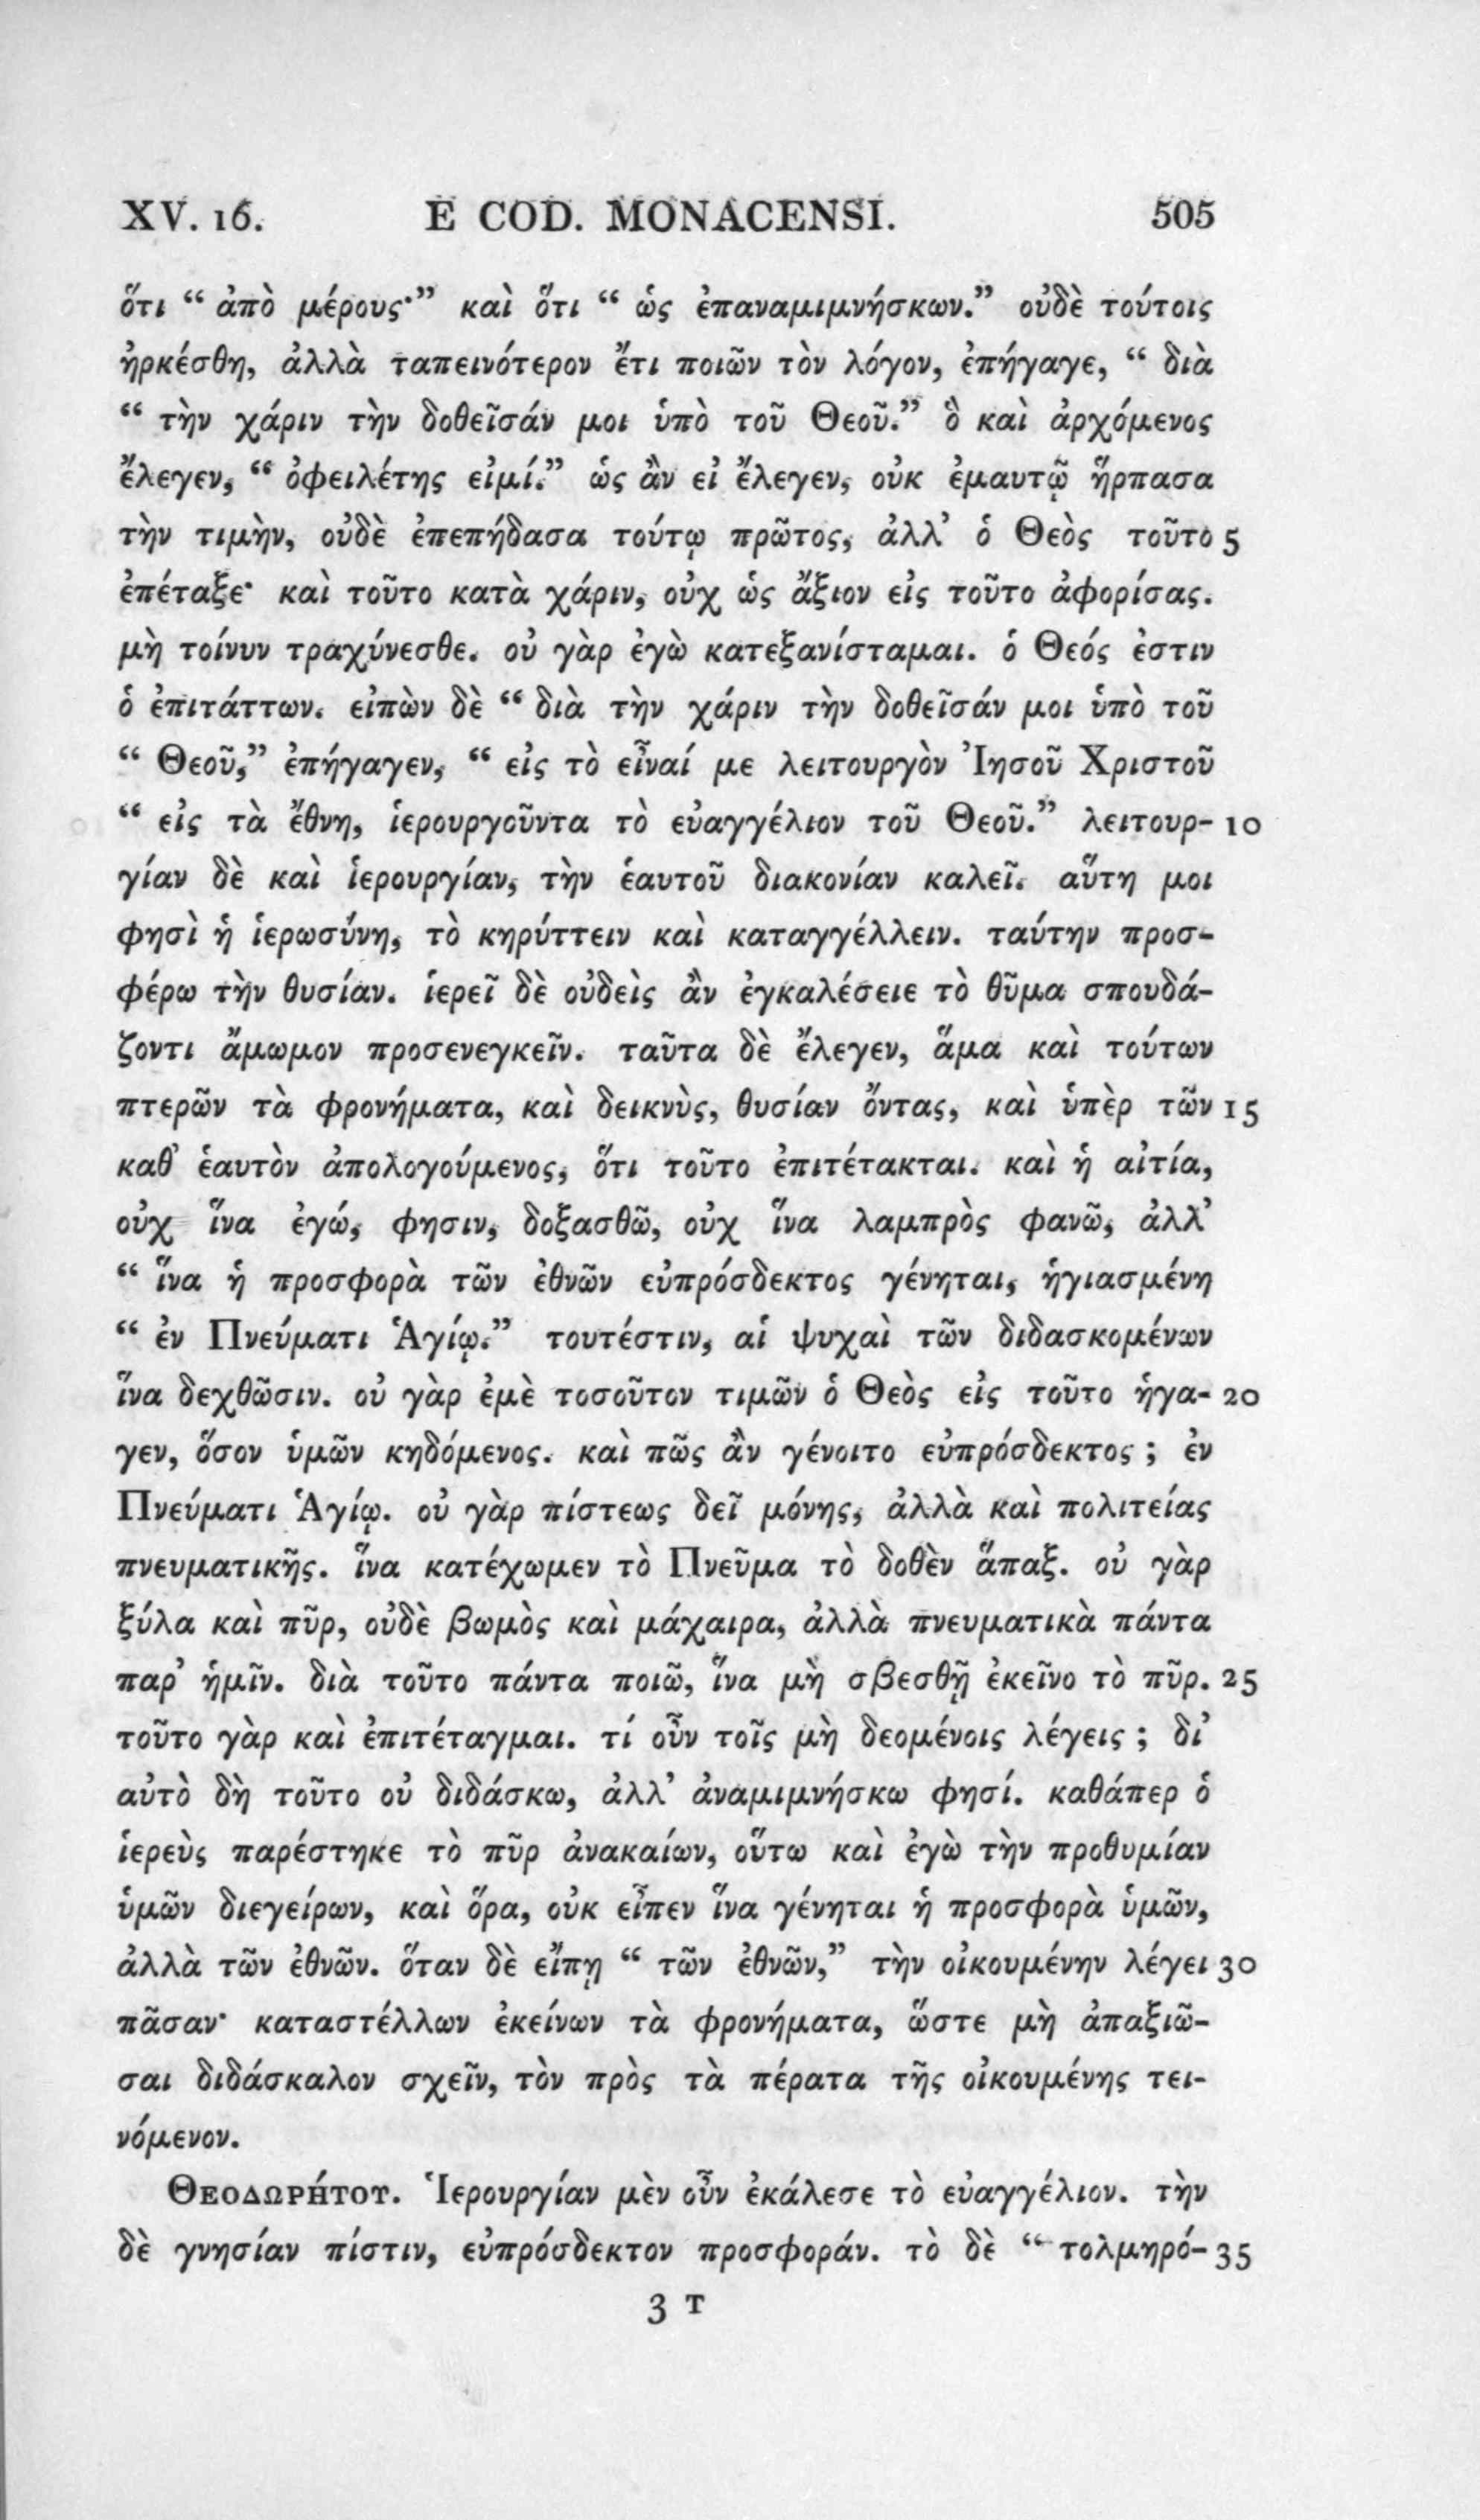 XV. 16. E COD. MONACENSI. 505
ὅτι “ ἀπὸ μέρους·” καὶ ὅτι “ ὡς ἐπαναμιμνήσκων.” οὐδὲ τούτοις
ἠρκέσθη, ἀλλὰ ταπεινότερον ἔτι ποιῶν τὸν λόγον, ἐπήγαγε, “ διὰ
“ τὴν χάριν τὴν δοθεῖσάν μοι ὑπὸ τοῦ Θεοῦ.” ὃ καὶ ἀρχόμενος
ἔλεγεν, “ ὀφειλέτης εἰμί.” ὡς ἂν εἰ ἔλεγεν, οὐκ ἐμαυτῷ ἥρπασα
τὴν τιμὴν, οὐδὲ ἐπεπήδασα τούτῳ πρῶτος, ἀλλ’ ὁ Θεὸς τοῦτο 5
ἐπέταξε· καὶ τοῦτο κατὰ χάριν, οὐχ ὡς ἄξιον εἰς τοῦτο ἀφορίσας.
μὴ τοίνυν τραχύνεσθε. οὐ γὰρ ἐγὼ κατεξανίσταμαι. ὁ Θεός ἐστιν
ὁ ἐπιτάττων. εἰπὼν δὲ “ διὰ τὴν χάριν τὴν δοθεῖσάν μοι ὑπὸ τοῦ
“ Θεοῦ,” ἐπήγαγεν, “ εἰς τὸ εἶναί με λειτουργὸν Ἰησοῦ Χριστοῦ
“ εἰς τὰ ἔθνη, ἱερουργοῦντα τὸ εὐαγγέλιον τοῦ Θεοῦ.” λειτουρ- 10
γίαν δὲ καὶ ἱερουργίαν, τὴν ἑαυτοῦ διακονίαν καλεῖ. αὕτη μοι
φησὶ ἡ ἱερωσύνη, τὸ κηρύττειν καὶ καταγγέλλειν. ταύτην προσ-
φέρω τὴν θυσίαν. ἱερεῖ δὲ οὐδεὶς ἂν ἐγκαλέσειε τὸ θῦμα σπουδά-
ζοντι ἄμωμον προσενεγκεῖν. ταῦτα δὲ ἔλεγεν, ἅμα καὶ τούτων
πτερῶν τὰ φρονήματα, καὶ δεικνὺς, θυσίαν ὄντας, καὶ ὑπὲρ τῶν 15
καθ’ ἑαυτὸν ἀπολογούμενος, ὅτι τοῦτο ἐπιτέτακται. καὶ ἡ αἰτία,
οὐχ ἵνα ἐγώ, φησιν, δοξασθῶ, οὐχ ἵνα λαμπρὸς φανῶ, ἀλλ’
“ ἵνα ἡ προσφορὰ τῶν ἐθνῶν εὐπρόσδεκτος γένηται, ἡγιασμένη
“ ἐν Πνεύματι Ἁγίῳ.” τουτέστιν, αἱ ψυχαὶ τῶν διδασκομένων
ἵνα δεχθῶσιν. οὐ γὰρ ἐμὲ τοσοῦτον τιμῶν ὁ Θεὸς εἰς τοῦτο ἤγα- 20
γεν, ὅσον ὑμῶν κηδόμενος. καὶ πῶς ἂν γένοιτο εὐπρόσδεκτος ; ἐν
Πνεύματι Ἁγίῳ. οὐ γὰρ πίστεως δεῖ μόνης, ἀλλὰ καὶ πολιτείας
πνευματικῆς. ἵνα κατέχωμεν τὸ Πνεῦμα τὸ δοθὲν ἅπαξ. οὐ γὰρ
ξύλα καὶ πῦρ, οὐδὲ βωμὸς καὶ μάχαιρα, ἀλλὰ πνευματικὰ πάντα
παρ’ ἡμῖν. διὰ τοῦτο πάντα ποιῶ, ἵνα μὴ σβεσθῇ ἐκεῖνο τὸ πῦρ. 25
τοῦτο γὰρ καὶ ἐπιτέταγμαι. τί οὖν τοῖς μὴ δεομένοις λέγεις ; δι’
αὐτὸ δὴ τοῦτο οὐ διδάσκω, ἀλλ’ ἀναμιμνήσκω φησί. καθάπερ ὁ
ἱερεὺς παρέστηκε τὸ πῦρ ἀνακαίων, οὕτω καὶ ἐγὼ τὴν προθυμίαν
ὑμῶν διεγείρων, καὶ ὅρα, οὐκ εἶπεν ἵνα γένηται ἡ προσφορὰ ὑμῶν,
ἀλλὰ τῶν ἐθνῶν. ὅταν δὲ εἴπῃ “ τῶν ἐθνῶν,” τὴν οἰκουμένην λέγει 30
πᾶσαν· καταστέλλων ἐκείνων τὰ φρονήματα, ὥστε μὴ ἀπαξιῶ-
σαι διδάσκαλον σχεῖν, τὸν πρὸς τὰ πέρατα τῆς οἰκουμένης τει-
νόμενον.
Θεοδωρήτου. Ἱερουργίαν μὲν οὖν ἐκάλεσε τὸ εὐαγγέλιον. τὴν
δὲ γνησίαν πίστιν, εὐπρόσδεκτον προσφοράν. τὸ δὲ “ τολμηρό- 35
3 T